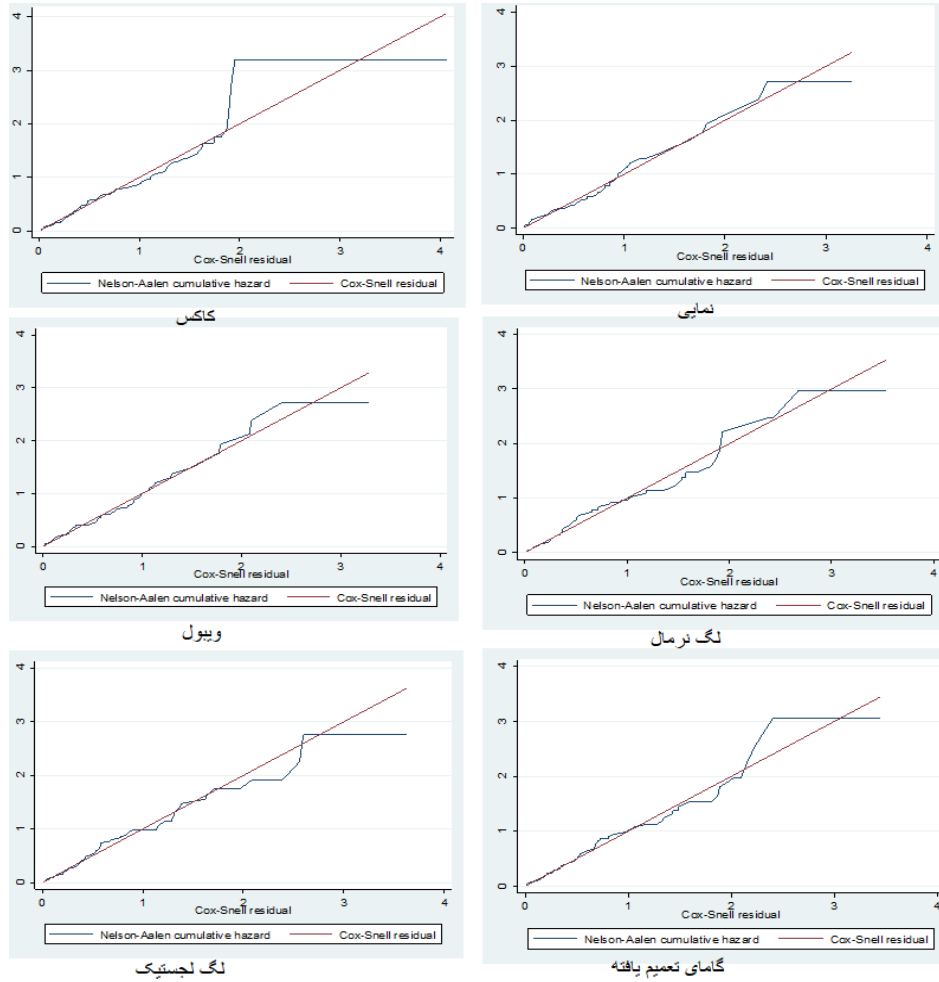 4
3
2
1
0
0 1 2 3 4
Cox-Snell residual
Nelson-Aalen cumulative hazard Cox-Snell residual
کاکس
4
3
2
1
0
0 1 2 3 4
Cox-Snell residual
Nelson-Aalen cumulative hazard Cox-Snell residual
نمایی
4
3
2
1
0
0 1 2 3 4
Cox-Snell residual
Nelson-Aalen cumulative hazard Cox-Snell residual
ویبول
4
3
2
1
0
0 1 2 3 4
Cox-Snell residual
Nelson-Aalen cumulative hazard Cox-Snell residual
لگ نرمال
4
3
2
1
0
0 1 2 3 4
Cox-Snell residual
Nelson-Aalen cumulative hazard Cox-Snell residual
لگ لجستیک
4
3
2
1
0
0 1 2 3 4
Cox-Snell residual
Nelson-Aalen cumulative hazard Cox-Snell residual
گامای تعمیم یافته